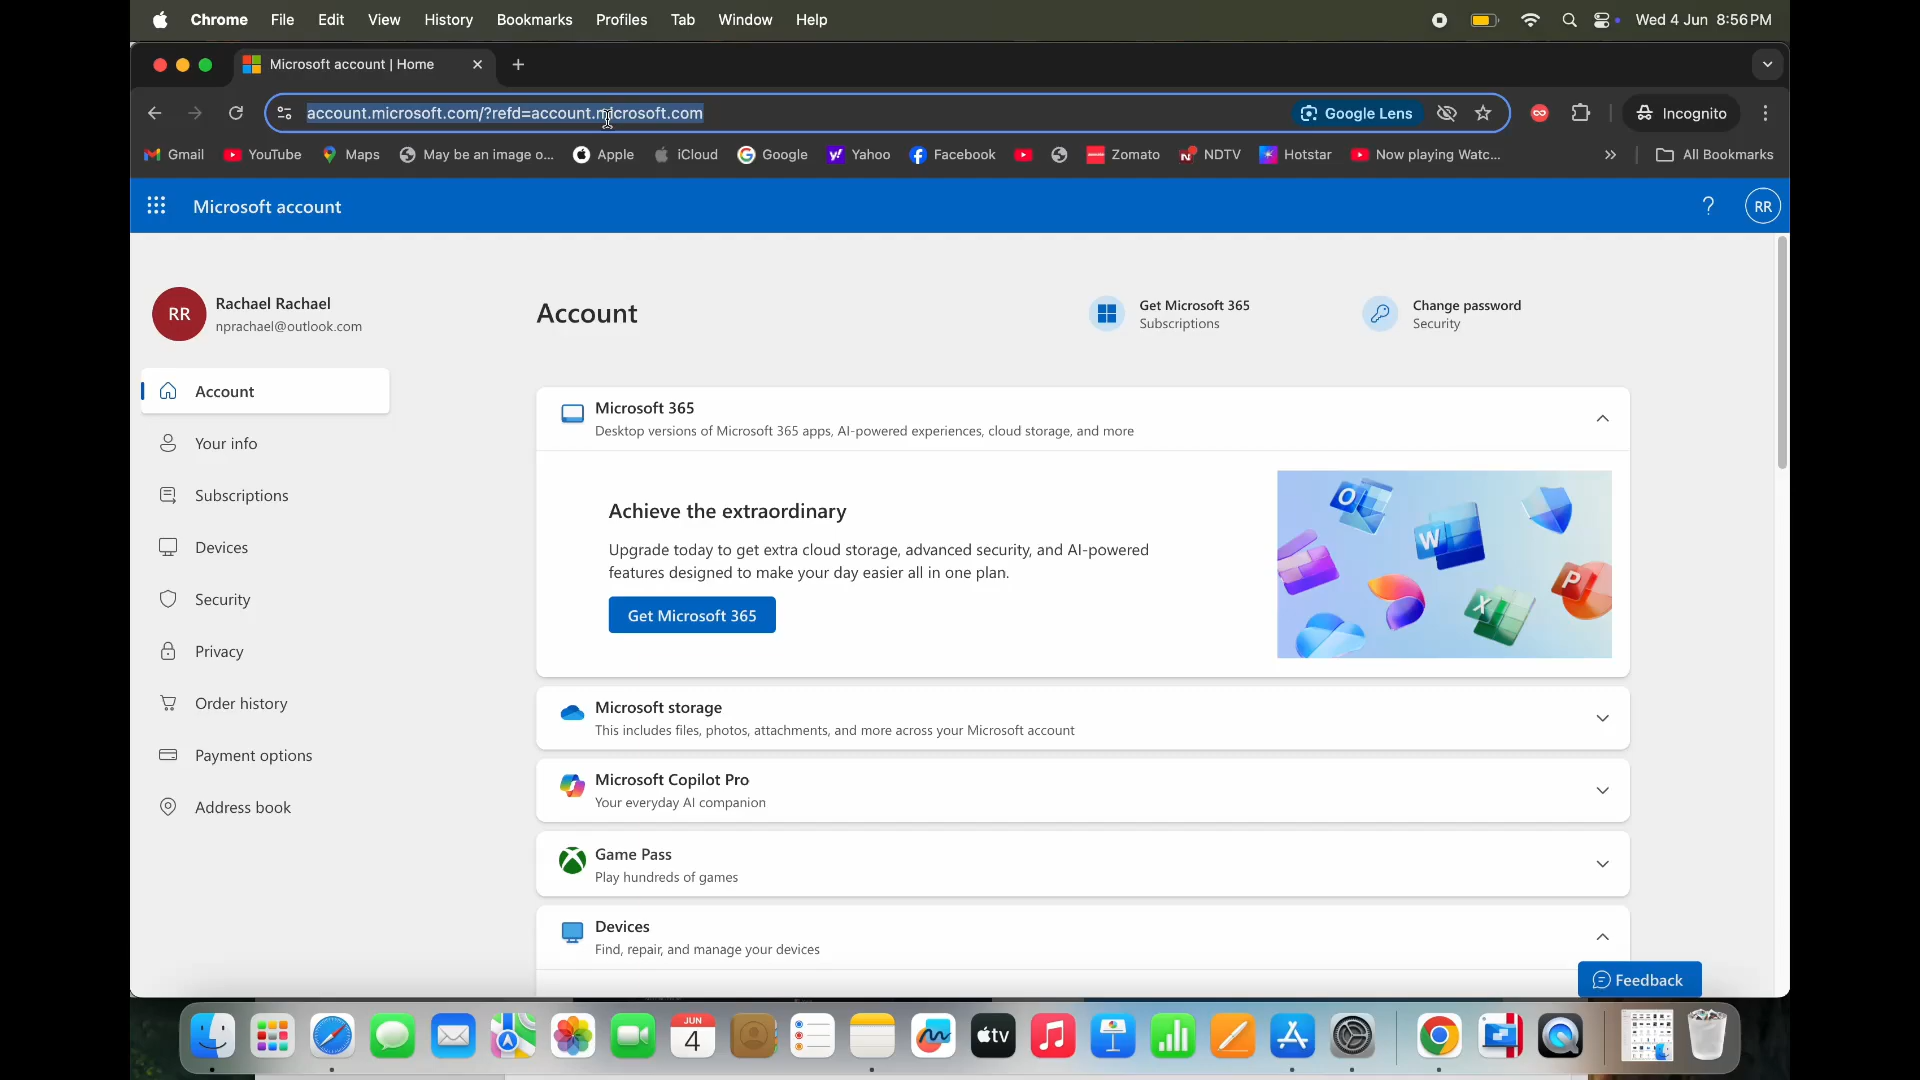 Chrome File Edit View History Bookmarks Profiles Tab Window Help Wed 4 Jun 8:56 PM
Microsoft account | Home
account.microsoft.com/?refd=account.microsoft.com Google Lens Incognito
Gmail YouTube Maps May be an image o... Apple iCloud Google Yahoo Facebook Zomato NDTV Hotstar Now playing Watc... » All Bookmarks
Microsoft account ? RR
RR Rachael Rachael
nprachael@outlook.com
Account
Your info
Subscriptions
Devices
Security
Privacy
Order history
Payment options
Address book
Account
Get Microsoft 365
Subscriptions
Change password
Security
Microsoft 365
Desktop versions of Microsoft 365 apps, AI-powered experiences, cloud storage, and more
Achieve the extraordinary
Upgrade today to get extra cloud storage, advanced security, and AI-powered
features designed to make your day easier all in one plan.
Get Microsoft 365
O W P X
Microsoft storage
This includes files, photos, attachments, and more across your Microsoft account
Microsoft Copilot Pro
Your everyday AI companion
Game Pass
Play hundreds of games
Devices
Find, repair, and manage your devices
Feedback
JUN
4
tv